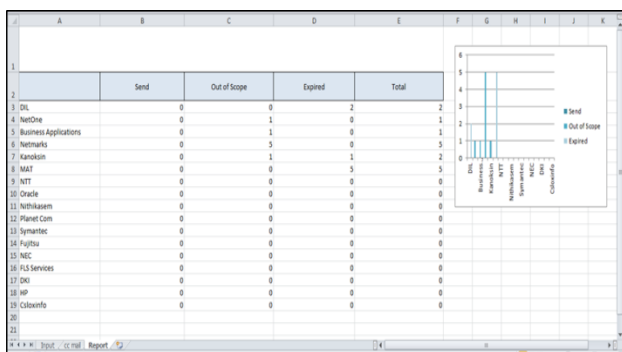 A B C D E F G H I J K
1
2 Send Out of Scope Expired Total
3 DIL 0 0 2 2
4 NetOne 0 1 0 1
5 Business Applications 0 1 0 1
6 Netmarks 0 5 0 5
7 Kanoksin 0 1 1 2
8 MAT 0 0 5 5
9 NTT 0 0 0 0
10 Oracle 0 0 0 0
11 Nithikasem 0 0 0 0
12 Planet Com 0 0 0 0
13 Symantec 0 0 0 0
14 Fujitsu 0 0 0 0
15 NEC 0 0 0 0
16 FLS Services 0 0 0 0
17 DKI 0 0 0 0
18 HP 0 0 0 0
19 Csloxinfo 0 0 0 0
20
21
6
5
4
3
2
1
0
DIL
Business…
Kanoksin
NTT
Nithikasem
Symantec
NEC
DKI
Csloxinfo
Send
Out of Scope
Expired
Input cc mail Report